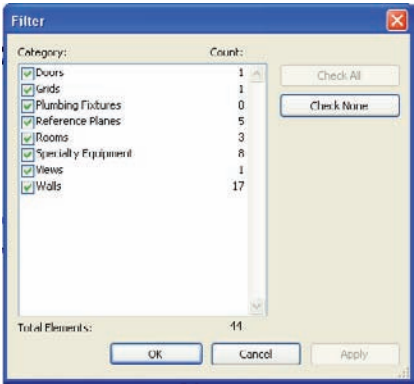 Filter
Category: Count:
Doors 1
Grids 1
Plumbing Fixtures 8
Reference Planes 5
Rooms 3
Specialty Equipment 8
Views 1
Walls 17
Check All
Check None
Total Elements: 44
OK Cancel Apply